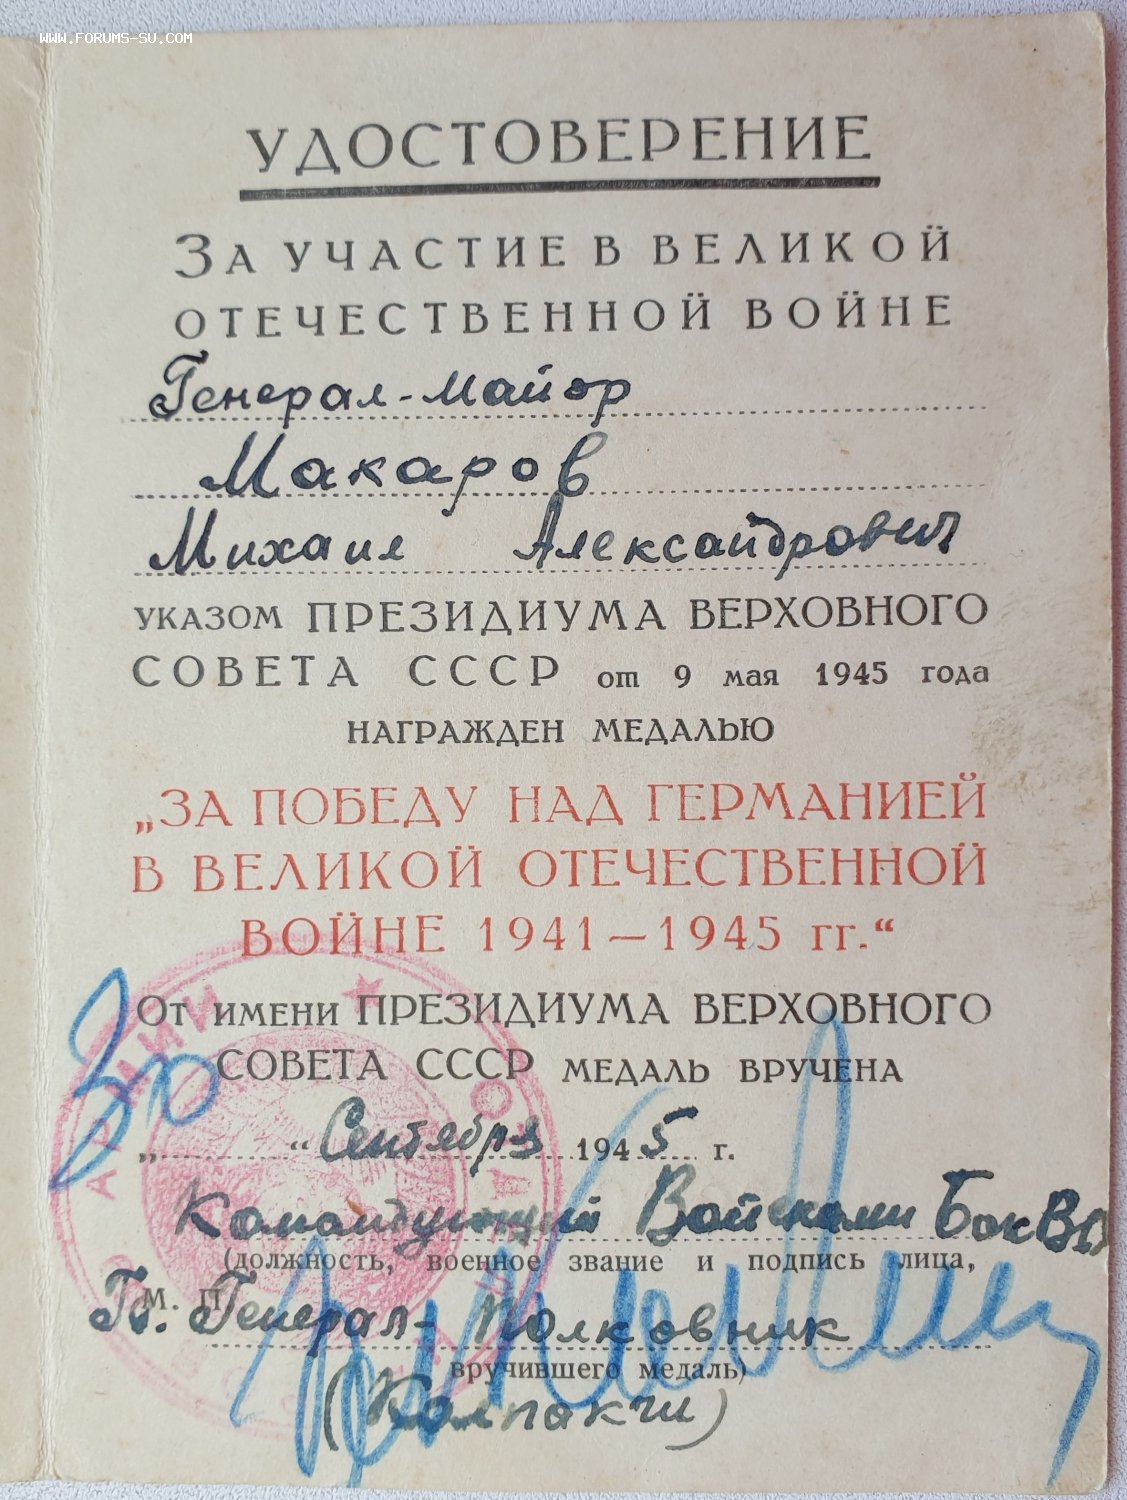 WWW.FORUMS-SU.COM
УДОСТОВЕРЕНИЕ
ЗА УЧАСТИЕ В ВЕЛИКОЙ
ОТЕЧЕСТВЕННОЙ ВОЙНЕ
Генерал-майор
Макаров
Михаил Александрович
УКАЗОМ ПРЕЗИДИУМА ВЕРХОВНОГО
СОВЕТА СССР от 9 мая 1945 года
НАГРАЖДЕН МЕДАЛЬЮ
„ЗА ПОБЕДУ НАД ГЕРМАНИЕЙ
В ВЕЛИКОЙ ОТЕЧЕСТВЕННОЙ
ВОЙНЕ 1941—1945 гг.“
ОТ ИМЕНИ ПРЕЗИДИУМА ВЕРХОВНОГО
СОВЕТА СССР МЕДАЛЬ ВРУЧЕНА
30
„ “ Сентября 1945 г.
Командующий Войсками БакВО
(должность, военное звание и подпись лица,
М. П.
Генерал-Полковник
вручившего медаль)
(Колпакчи)